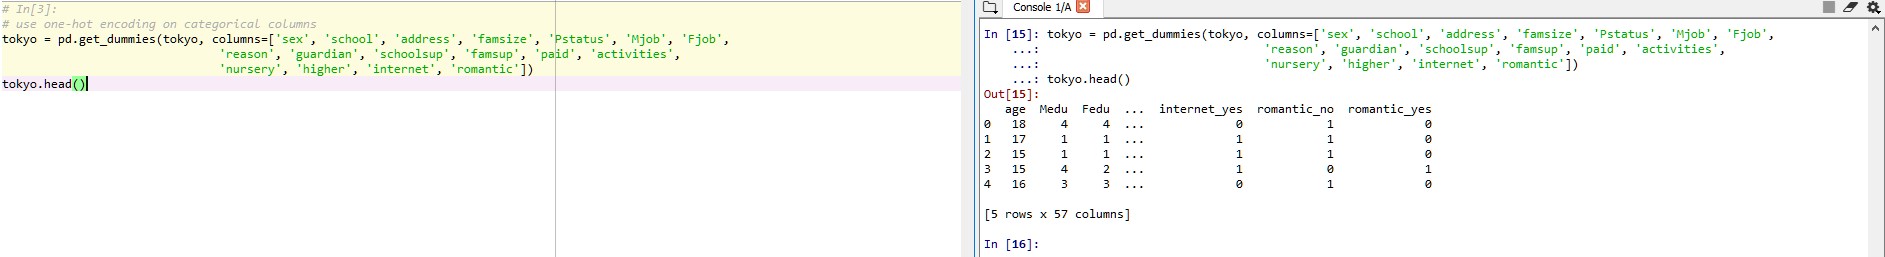 # In[3]:
# use one-hot encoding on categorical columns
tokyo = pd.get_dummies(tokyo, columns=['sex', 'school', 'address', 'famsize', 'Pstatus', 'Mjob', 'Fjob',
'reason', 'guardian', 'schoolsup', 'famsup', 'paid', 'activities',
'nursery', 'higher', 'internet', 'romantic'])
tokyo.head()
Console 1/A
In [15]: tokyo = pd.get_dummies(tokyo, columns=['sex', 'school', 'address', 'famsize', 'Pstatus', 'Mjob', 'Fjob',
...: 'reason', 'guardian', 'schoolsup', 'famsup', 'paid', 'activities',
...: 'nursery', 'higher', 'internet', 'romantic'])
...: tokyo.head()
Out[15]:
age Medu Fedu ... internet_yes romantic_no romantic_yes
0 18 4 4 ... 0 1 0
1 17 1 1 ... 1 1 0
2 15 1 1 ... 1 1 0
3 15 4 2 ... 1 0 1
4 16 3 3 ... 0 1 0
[5 rows x 57 columns]
In [16]: